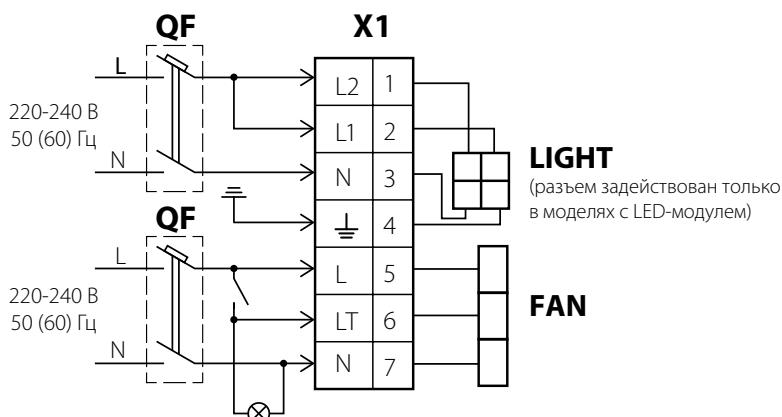 QF
X1
L
L2 1
220-240 В
50 (60) Гц
L1 2
LIGHT
(разъем задействован только
в моделях с LED-модулем)
N
N 3
4
QF
L
L 5
220-240 В
50 (60) Гц
LT 6
FAN
N
N 7